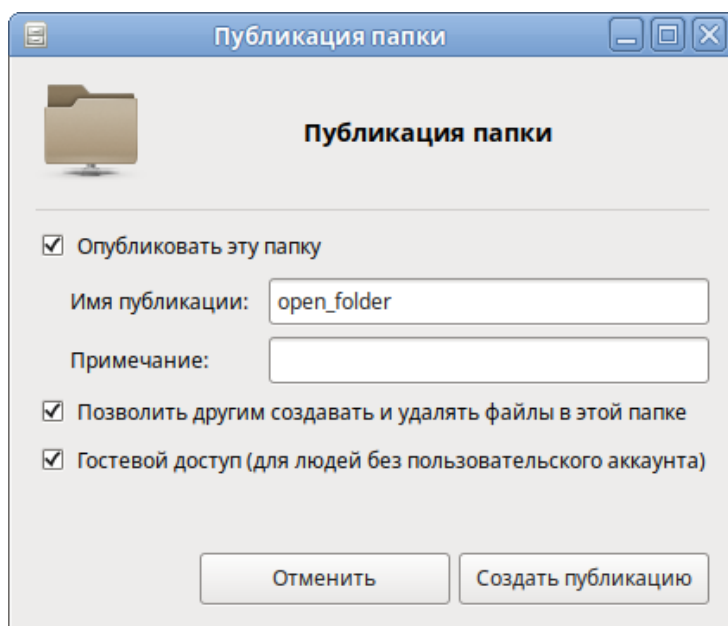 Публикация папки
Публикация папки
Опубликовать эту папку
Имя публикации: open_folder
Примечание:
Позволить другим создавать и удалять файлы в этой папке
Гостевой доступ (для людей без пользовательского аккаунта)
Отменить Создать публикацию